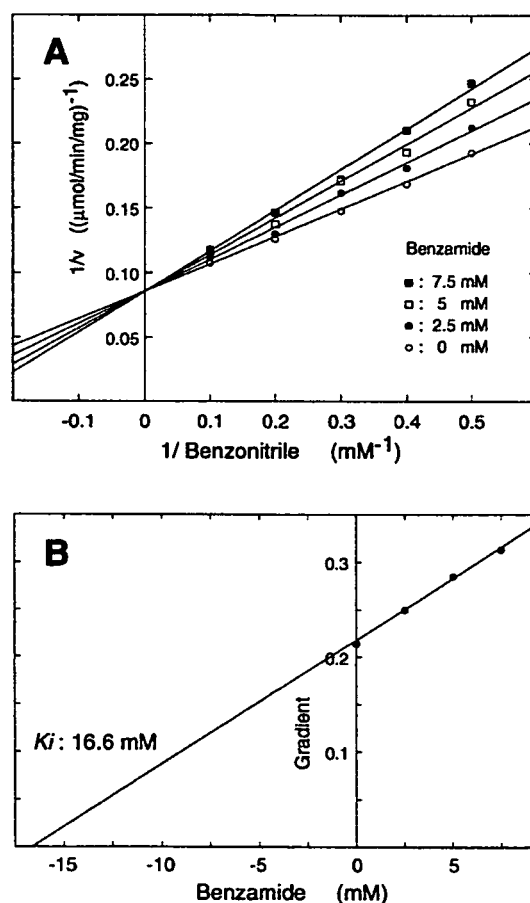 A
1/v ((μmol/min/mg)⁻¹
0.25
0.20
0.15
0.10
0.05
Benzamide
■ : 7.5 mM
□ : 5 mM
● : 2.5 mM
○ : 0 mM
-0.1 0 0.1 0.2 0.3 0.4 0.5
1/ Benzonitrile (mM⁻¹)
B
0.3
0.2
0.1
Gradient
Ki : 16.6 mM
-15 -10 -5 0 5
Benzamide (mM)